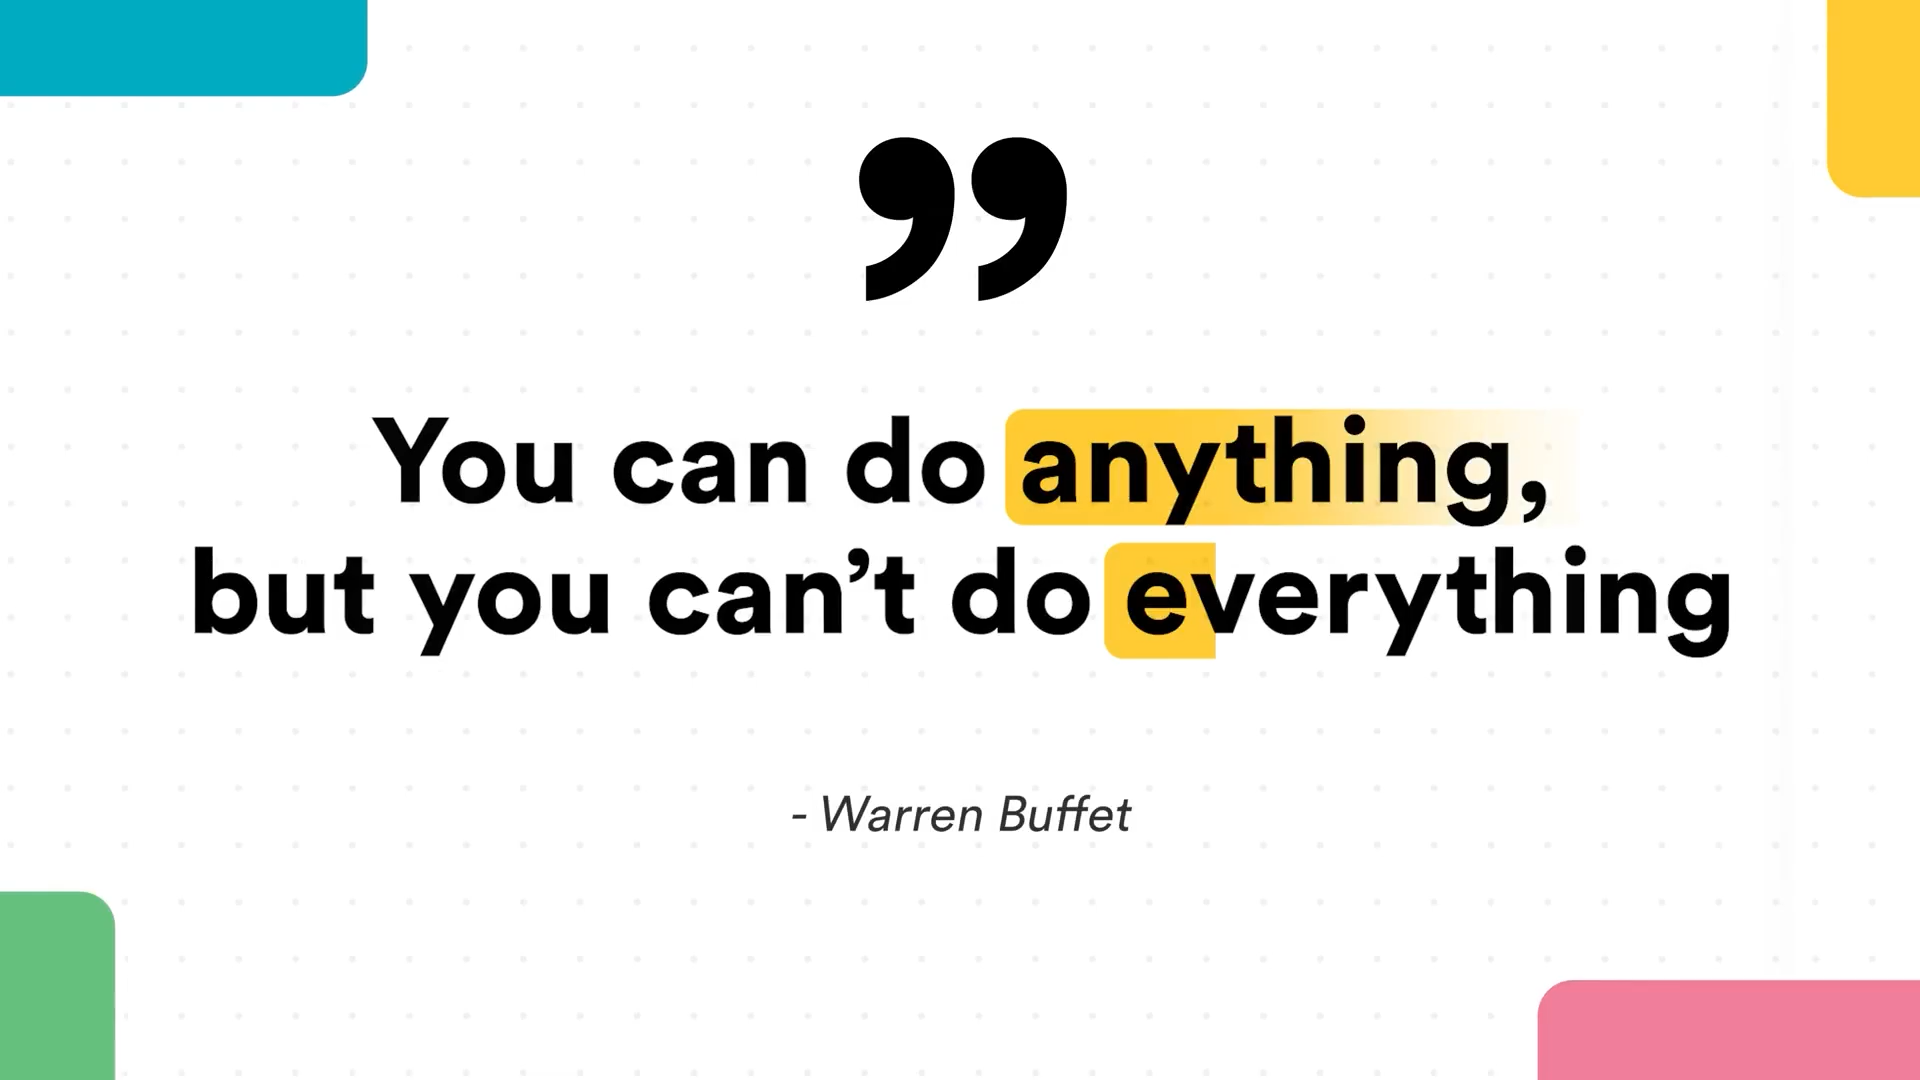 ”
You can do anything,
but you can’t do everything
- Warren Buffet